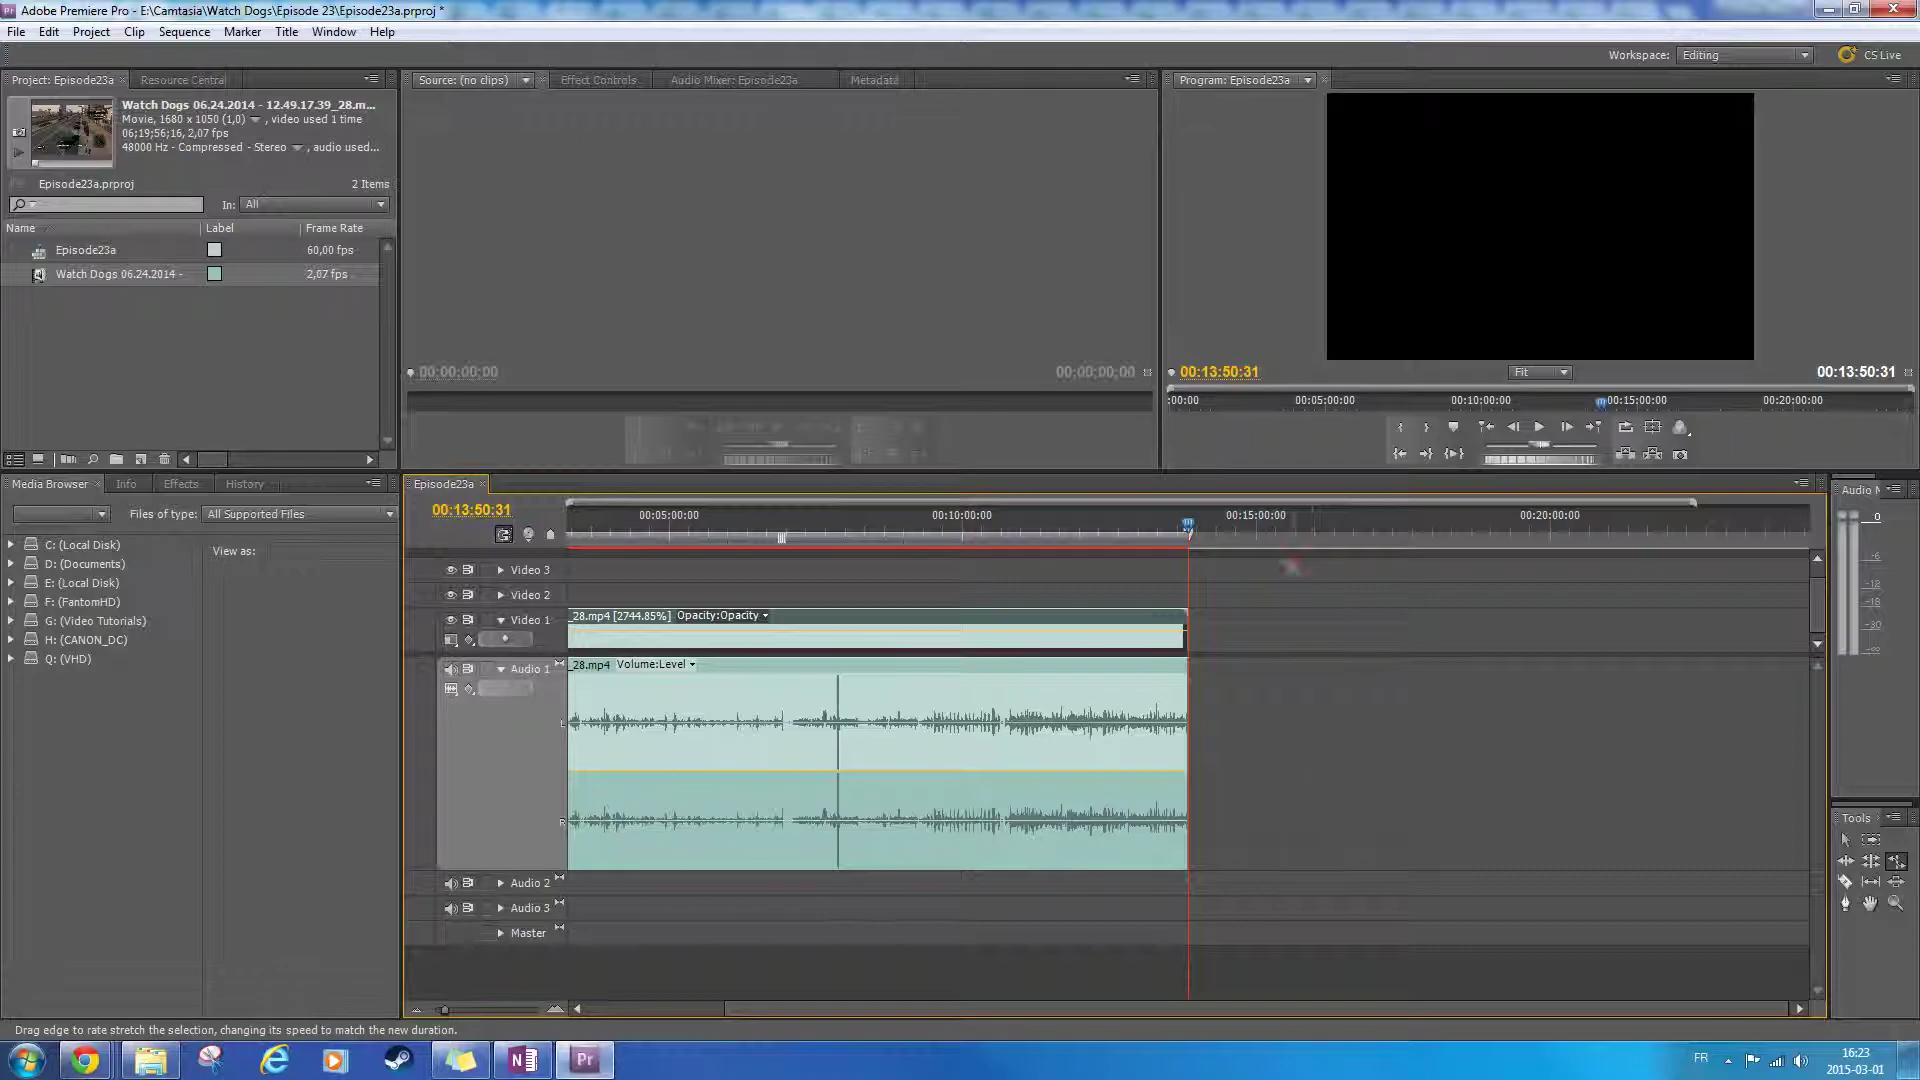 Adobe Premiere Pro - E:\Camtasia\Watch Dogs\Episode 23\Episode23a.prproj *
File Edit Project Clip Sequence Marker Title Window Help
Workspace: Editing CS Live
Project: Episode23a Resource Central
Source: (no clips) Effect Controls Audio Mixer: Episode23a Metadata
Program: Episode23a
Watch Dogs 06.24.2014 - 12.49.17.39_28.m...
Movie, 1680 x 1050 (1,0) , video used 1 time
06;19;56;16, 2,07 fps
48000 Hz - Compressed - Stereo , audio used...
Episode23a.prproj 2 Items
In: All
Name Label Frame Rate
Episode23a 60,00 fps
Watch Dogs 06.24.2014 - 2,07 fps
00;00;00;00 00;00;00;00
00:13:50:31 Fit 00:13:50:31
:00:00 00:05:00:00 00:10:00:00 00:15:00:00 00:20:00:00
Media Browser Info Effects History
Files of type: All Supported Files
View as:
C: (Local Disk)
D: (Documents)
E: (Local Disk)
F: (FantomHD)
G: (Video Tutorials)
H: (CANON_DC)
Q: (VHD)
Episode23a
00:13:50:31
00:05:00:00 00:10:00:00 00:15:00:00 00:20:00:00
Video 3
Video 2
Video 1 _28.mp4 [2744.85%] Opacity:Opacity
Audio 1 _28.mp4 Volume:Level
L
R
Audio 2
Audio 3
Master
Audio M
0
-6
-12
-18
-30
-∞
Tools
Drag edge to rate stretch the selection, changing its speed to match the new duration.
Pr
FR
16:23
2015-03-01